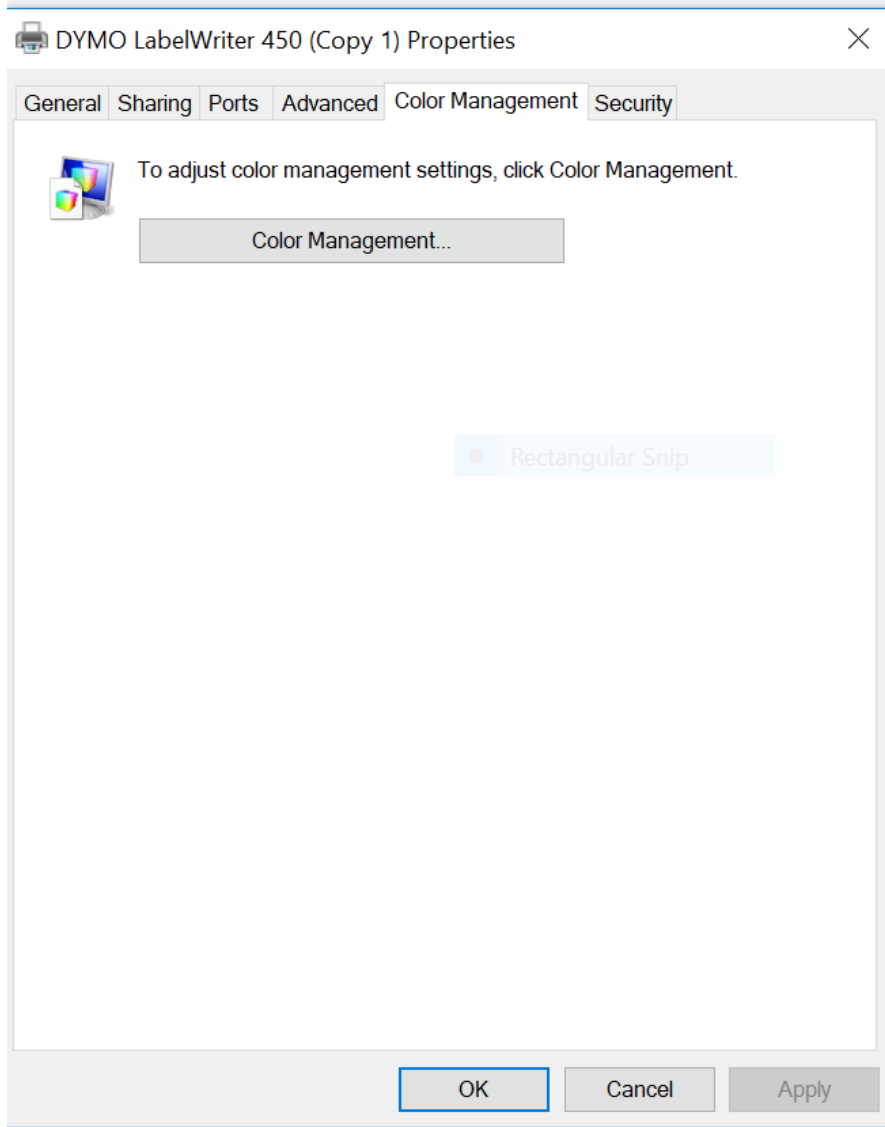 DYMO LabelWriter 450 (Copy 1) Properties
General Sharing Ports Advanced Color Management Security
To adjust color management settings, click Color Management.
Color Management...
Rectangular Snip
OK Cancel Apply